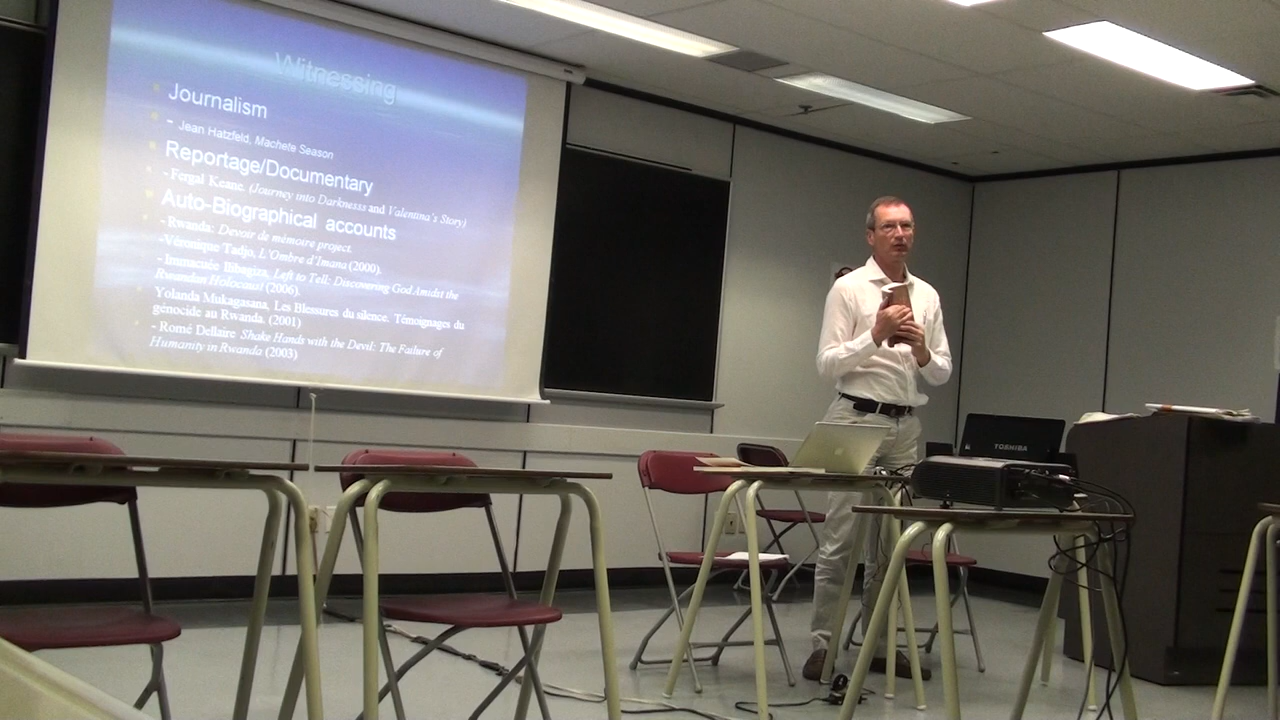 Witnessing
Journalism
- Jean Hatzfeld, Machete Season
Reportage/Documentary
- Fergal Keane. (Journey into Darknesss and Valentina's Story)
Auto-Biographical accounts
- Rwanda: Devoir de mémoire project.
-Véronique Tadjo, L'Ombre d'Imana (2000).
- Immacuée Ilibagiza, Left to Tell: Discovering God Amidst the
Rwandan Holocaust (2006).
Yolanda Mukagasana, Les Blessures du silence. Témoignages du
génocide au Rwanda. (2001)
- Romé Dellaire Shake Hands with the Devil: The Failure of
Humanity in Rwanda (2003)
TOSHIBA